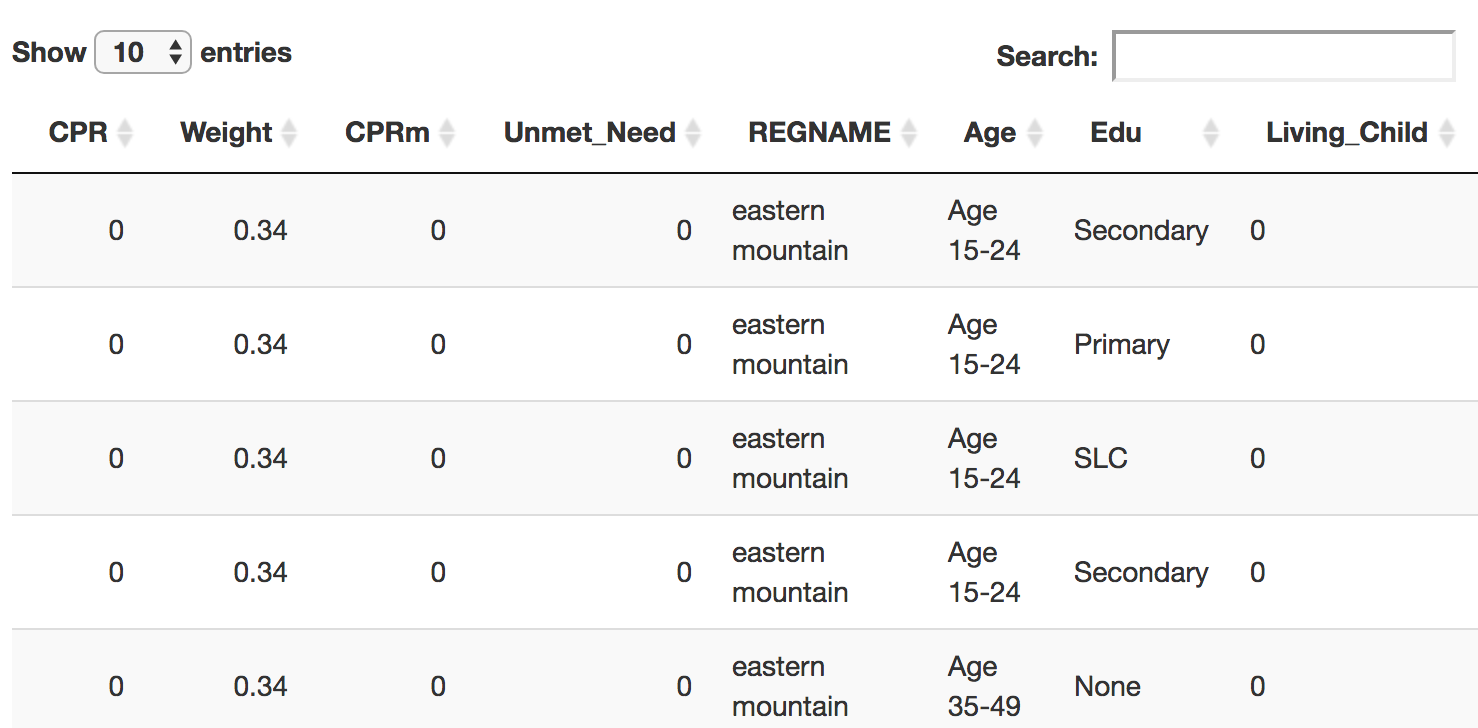 Show 10 entries Search:
CPR Weight CPRm Unmet_Need REGNAME Age Edu Living_Child
0 0.34 0 0 eastern mountain Age 15-24 Secondary 0
0 0.34 0 0 eastern mountain Age 15-24 Primary 0
0 0.34 0 0 eastern mountain Age 15-24 SLC 0
0 0.34 0 0 eastern mountain Age 15-24 Secondary 0
0 0.34 0 0 eastern mountain Age 35-49 None 0